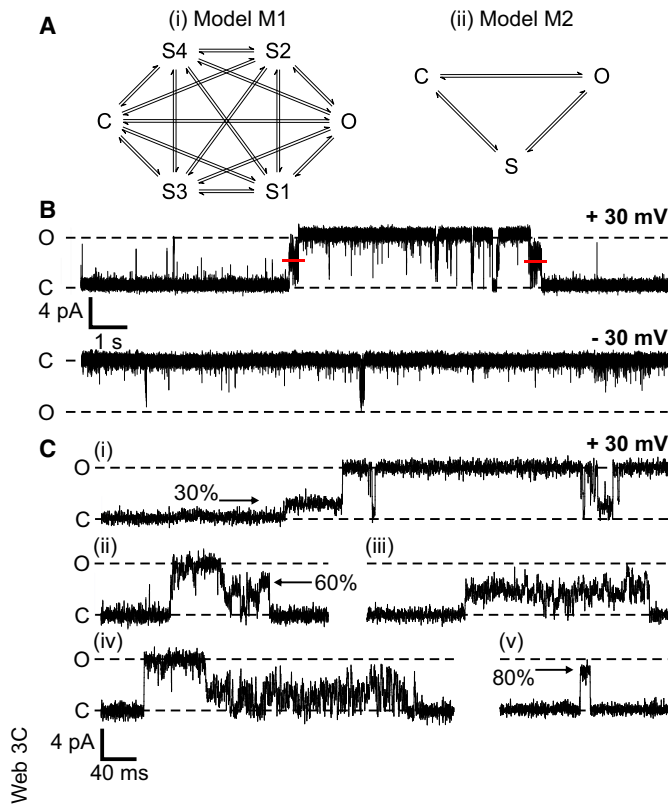 A
(i) Model M1
(ii) Model M2
S4
S2
C
O
S3
S1
C
O
S
B
+ 30 mV
O
C
4 pA
1 s
- 30 mV
C
O
C
(i)
+ 30 mV
O
30%
C
(ii)
(iii)
O
60%
C
(iv)
(v)
O
80%
C
4 pA
40 ms
Web 3C